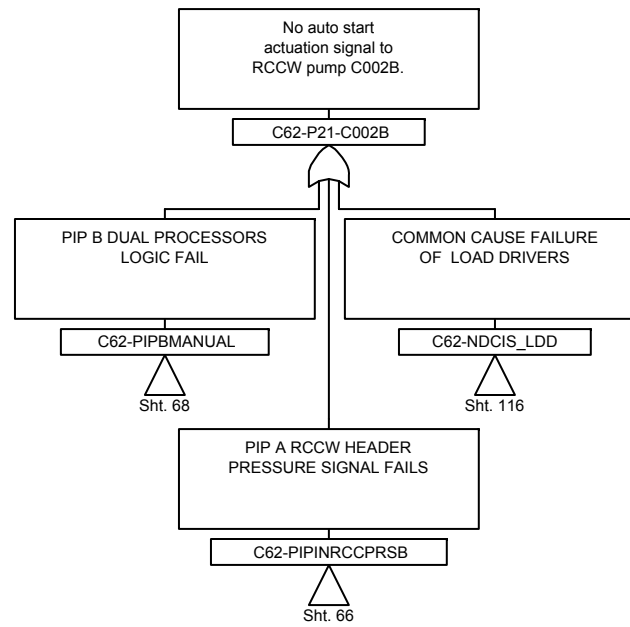 No auto start
actuation signal to
RCCW pump C002B.
C62-P21-C002B
PIP B DUAL PROCESSORS
LOGIC FAIL
C62-PIPBMANUAL
Sht. 68
COMMON CAUSE FAILURE
OF LOAD DRIVERS
C62-NDCIS_LDD
Sht. 116
PIP A RCCW HEADER
PRESSURE SIGNAL FAILS
C62-PIPINRCCPRSB
Sht. 66